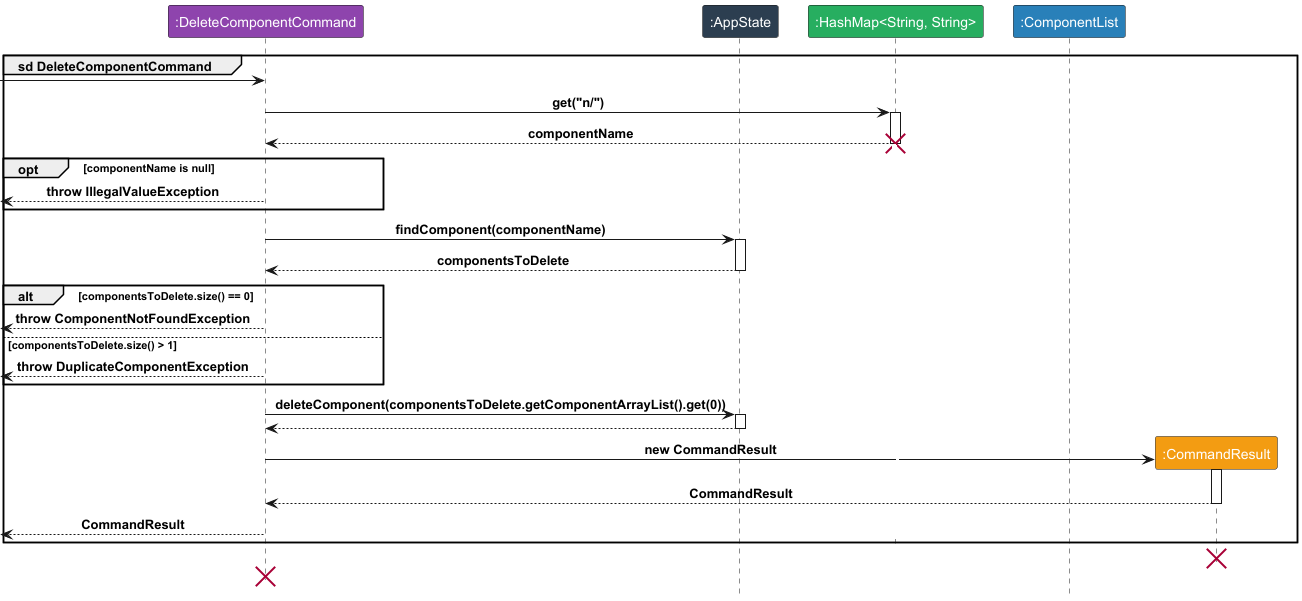 :DeleteComponentCommand
:AppState
:HashMap<String, String>
:ComponentList
sd DeleteComponentCommand
get("n/")
componentName
opt
[componentName is null]
throw IllegalValueException
findComponent(componentName)
componentsToDelete
alt
[componentsToDelete.size() == 0]
throw ComponentNotFoundException
[componentsToDelete.size() > 1]
throw DuplicateComponentException
deleteComponent(componentsToDelete.getComponentArrayList().get(0))
new CommandResult
:CommandResult
CommandResult
CommandResult